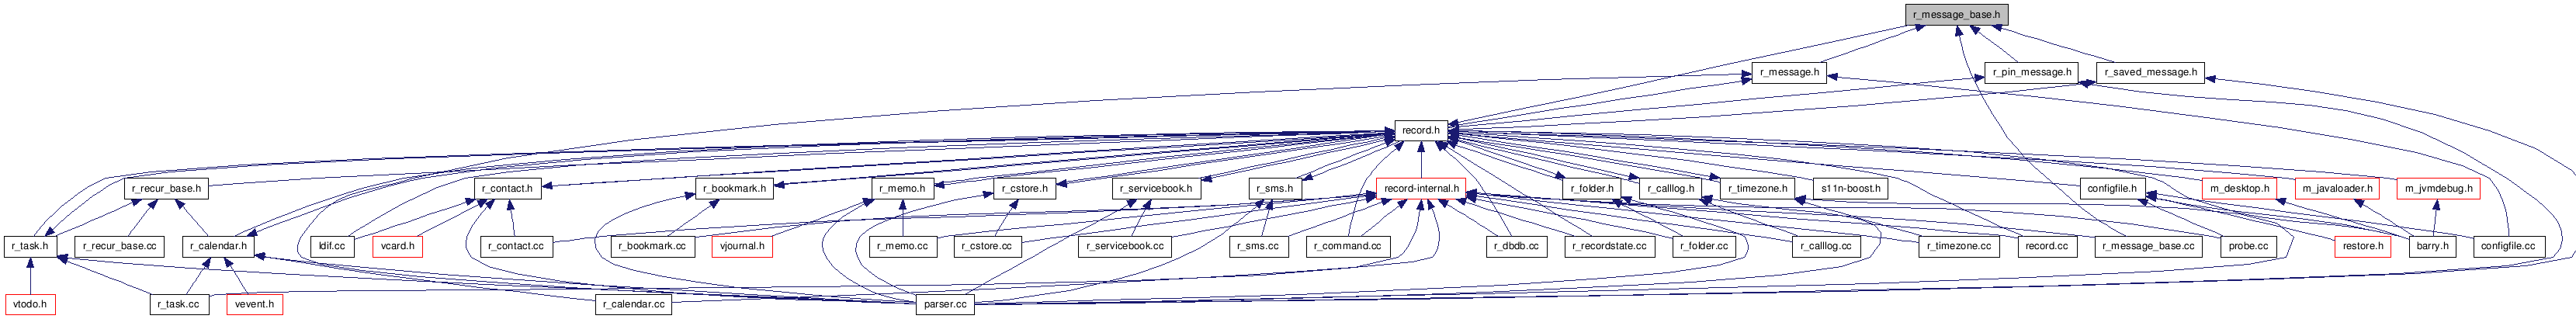 r_message_base.h
r_message.h
r_pin_message.h
r_saved_message.h
record.h
r_recur_base.h
r_contact.h
r_bookmark.h
r_memo.h
r_cstore.h
r_servicebook.h
r_sms.h
record-internal.h
r_folder.h
r_calllog.h
r_timezone.h
s11n-boost.h
configfile.h
m_desktop.h
m_javaloader.h
m_jvmdebug.h
r_task.h
r_recur_base.cc
r_calendar.h
ldif.cc
vcard.h
r_contact.cc
r_bookmark.cc
vjournal.h
r_memo.cc
r_cstore.cc
r_servicebook.cc
r_sms.cc
r_command.cc
r_dbdb.cc
r_recordstate.cc
r_folder.cc
r_calllog.cc
r_timezone.cc
record.cc
r_message_base.cc
probe.cc
restore.h
barry.h
configfile.cc
vtodo.h
r_task.cc
vevent.h
r_calendar.cc
parser.cc